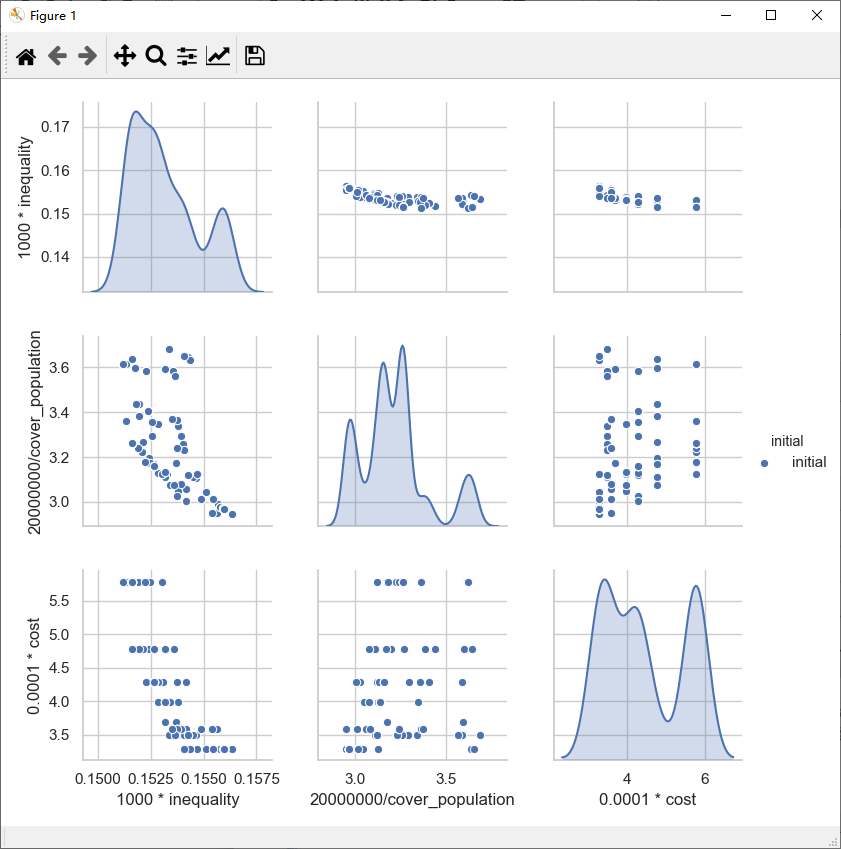 Figure 1
0.17
0.16
0.15
0.14
1000 * inequality
3.6
3.4
3.2
3.0
20000000/cover_population
initial
initial
5.5
5.0
4.5
4.0
3.5
0.0001 * cost
0.1500 0.1525 0.1550 0.1575
3.0 3.5
4 6
1000 * inequality
20000000/cover_population
0.0001 * cost